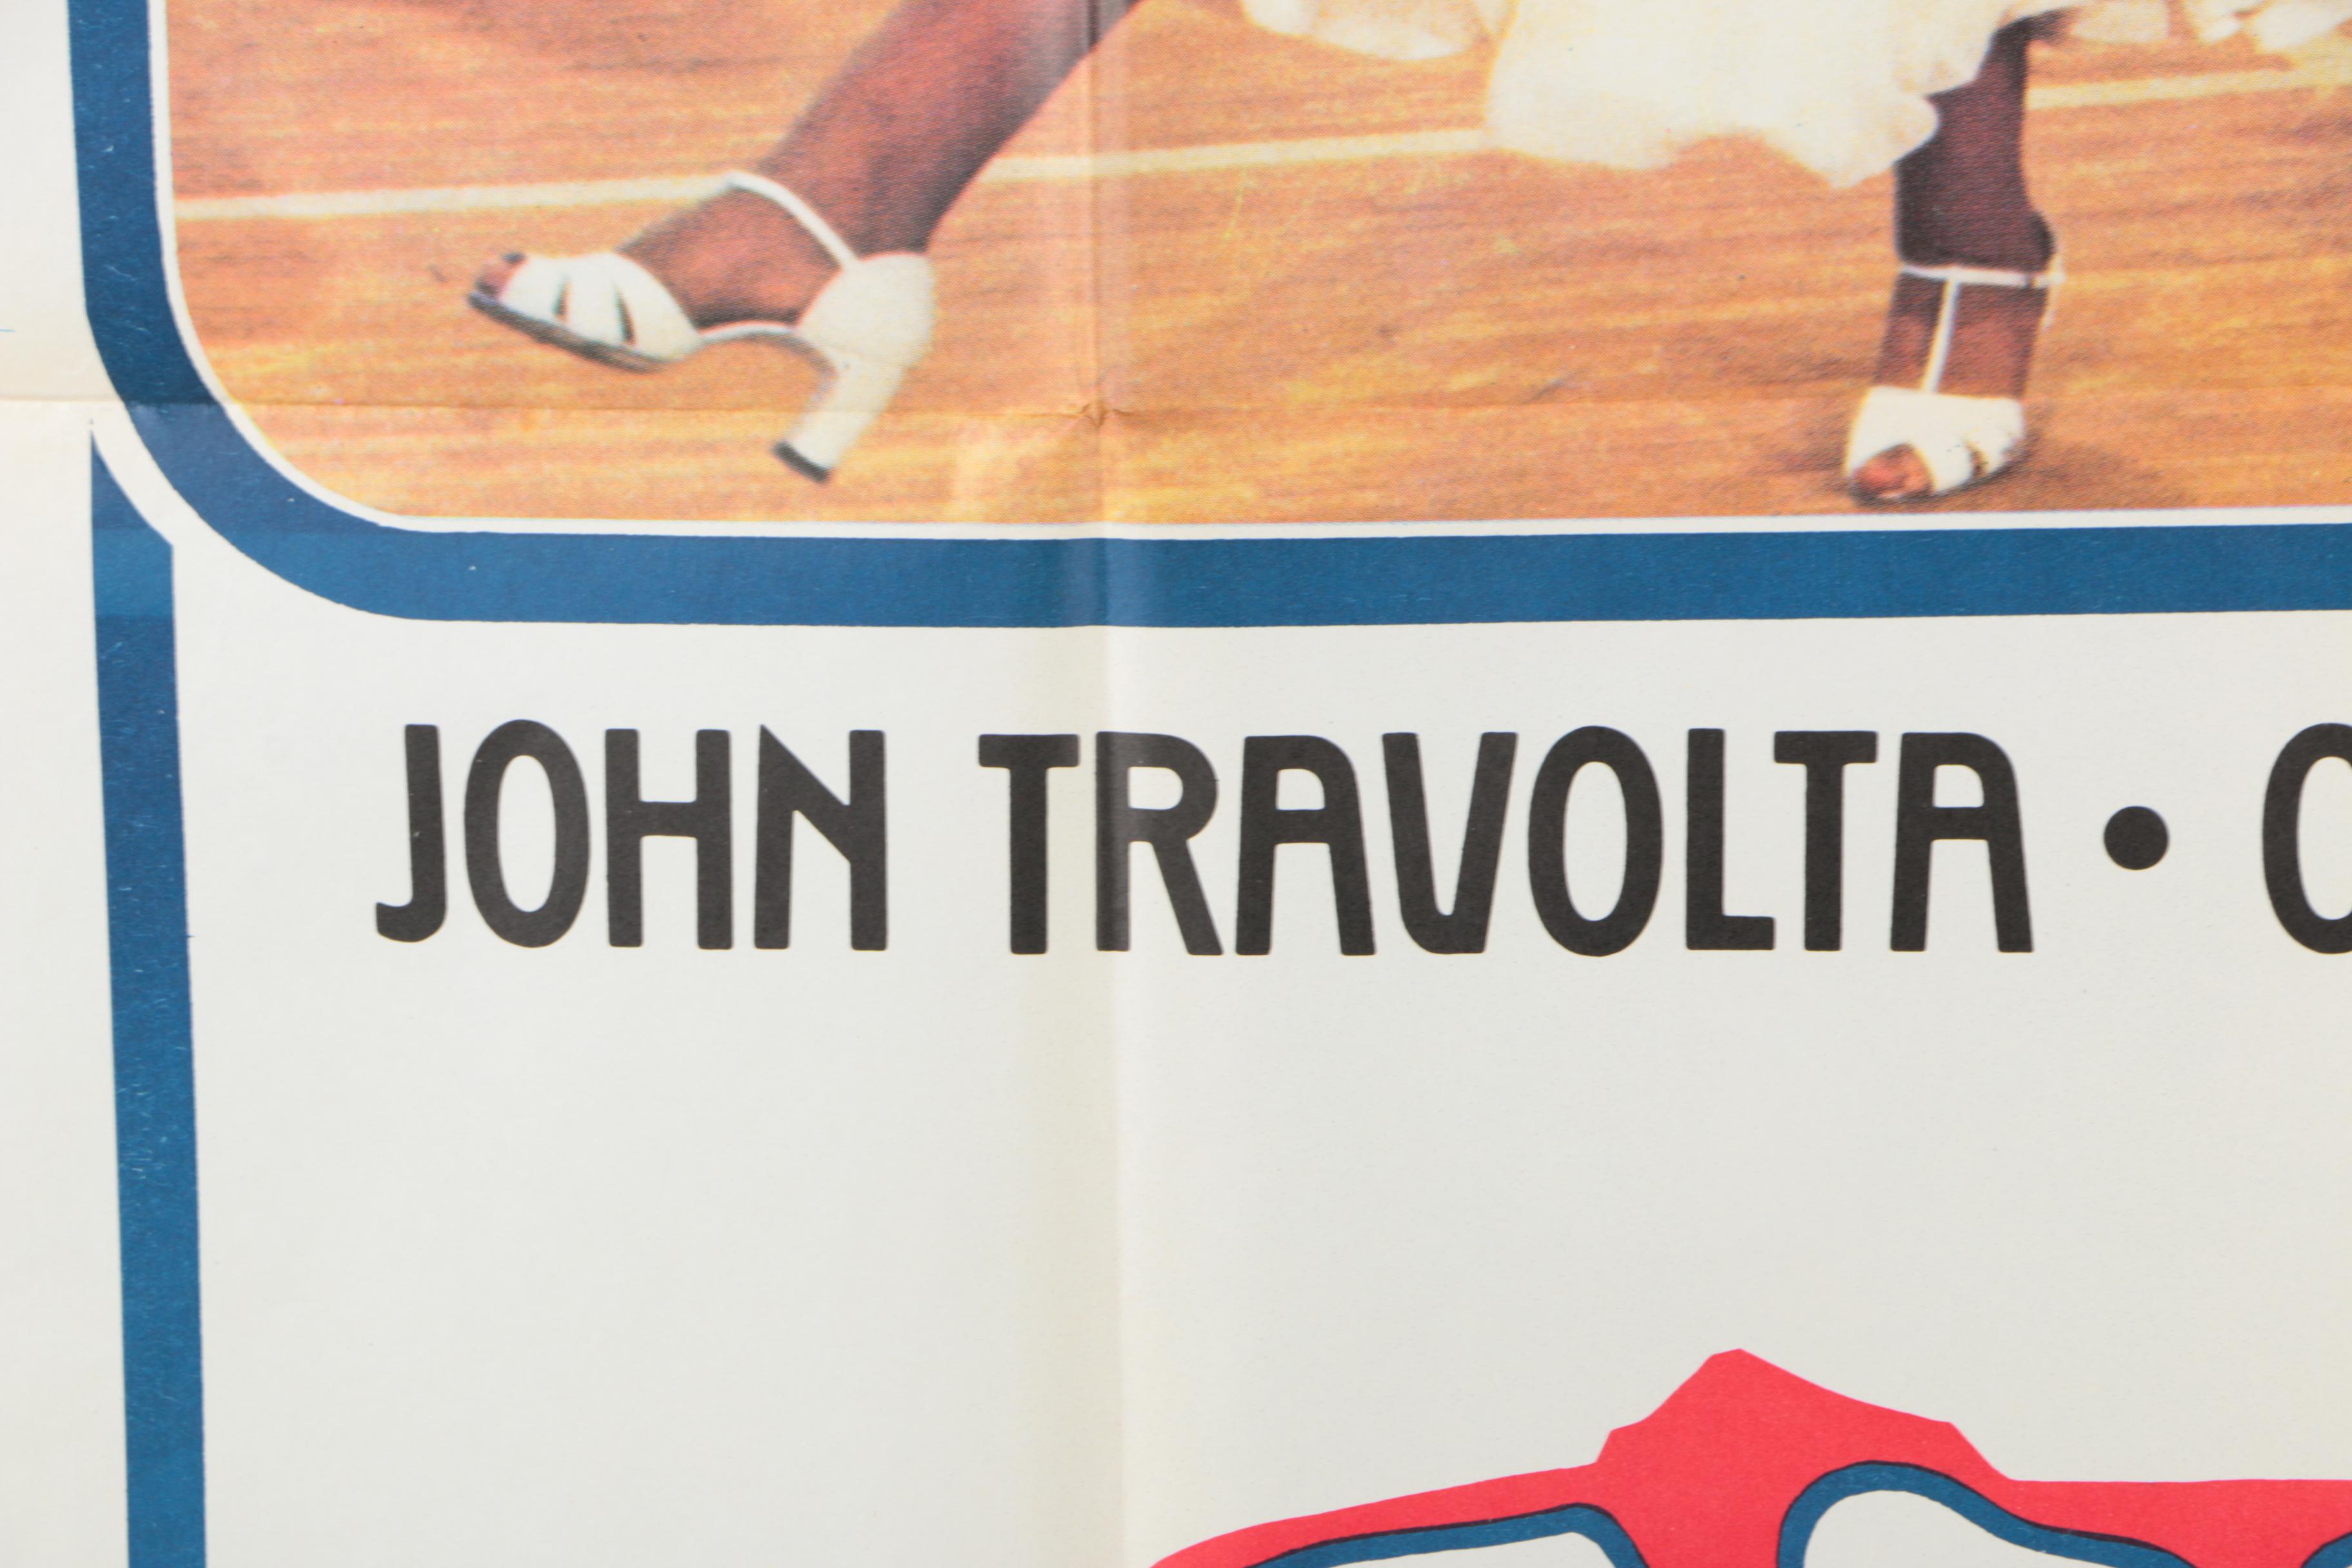 JOHN TRAVOLTA • O